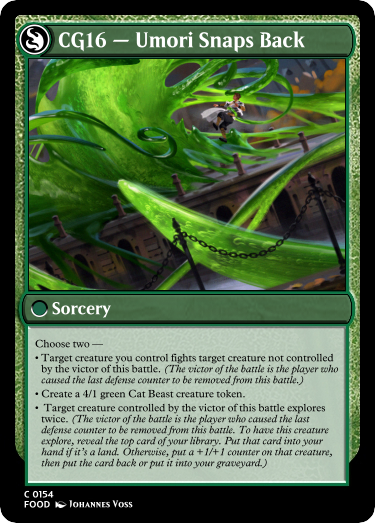 CG16 — Umori Snaps Back
Sorcery
Choose two —
• Target creature you control fights target creature not controlled
by the victor of this battle. (The victor of the battle is the player who
caused the last defense counter to be removed from this battle.)
• Create a 4/1 green Cat Beast creature token.
• Target creature controlled by the victor of this battle explores
twice. (The victor of the battle is the player who caused the last
defense counter to be removed from this battle. To have this creature
explore, reveal the top card of your library. Put that card into your
hand if it's a land. Otherwise, put a +1/+1 counter on that creature,
then put the card back or put it into your graveyard.)
C 0154
FOOD Johannes Voss